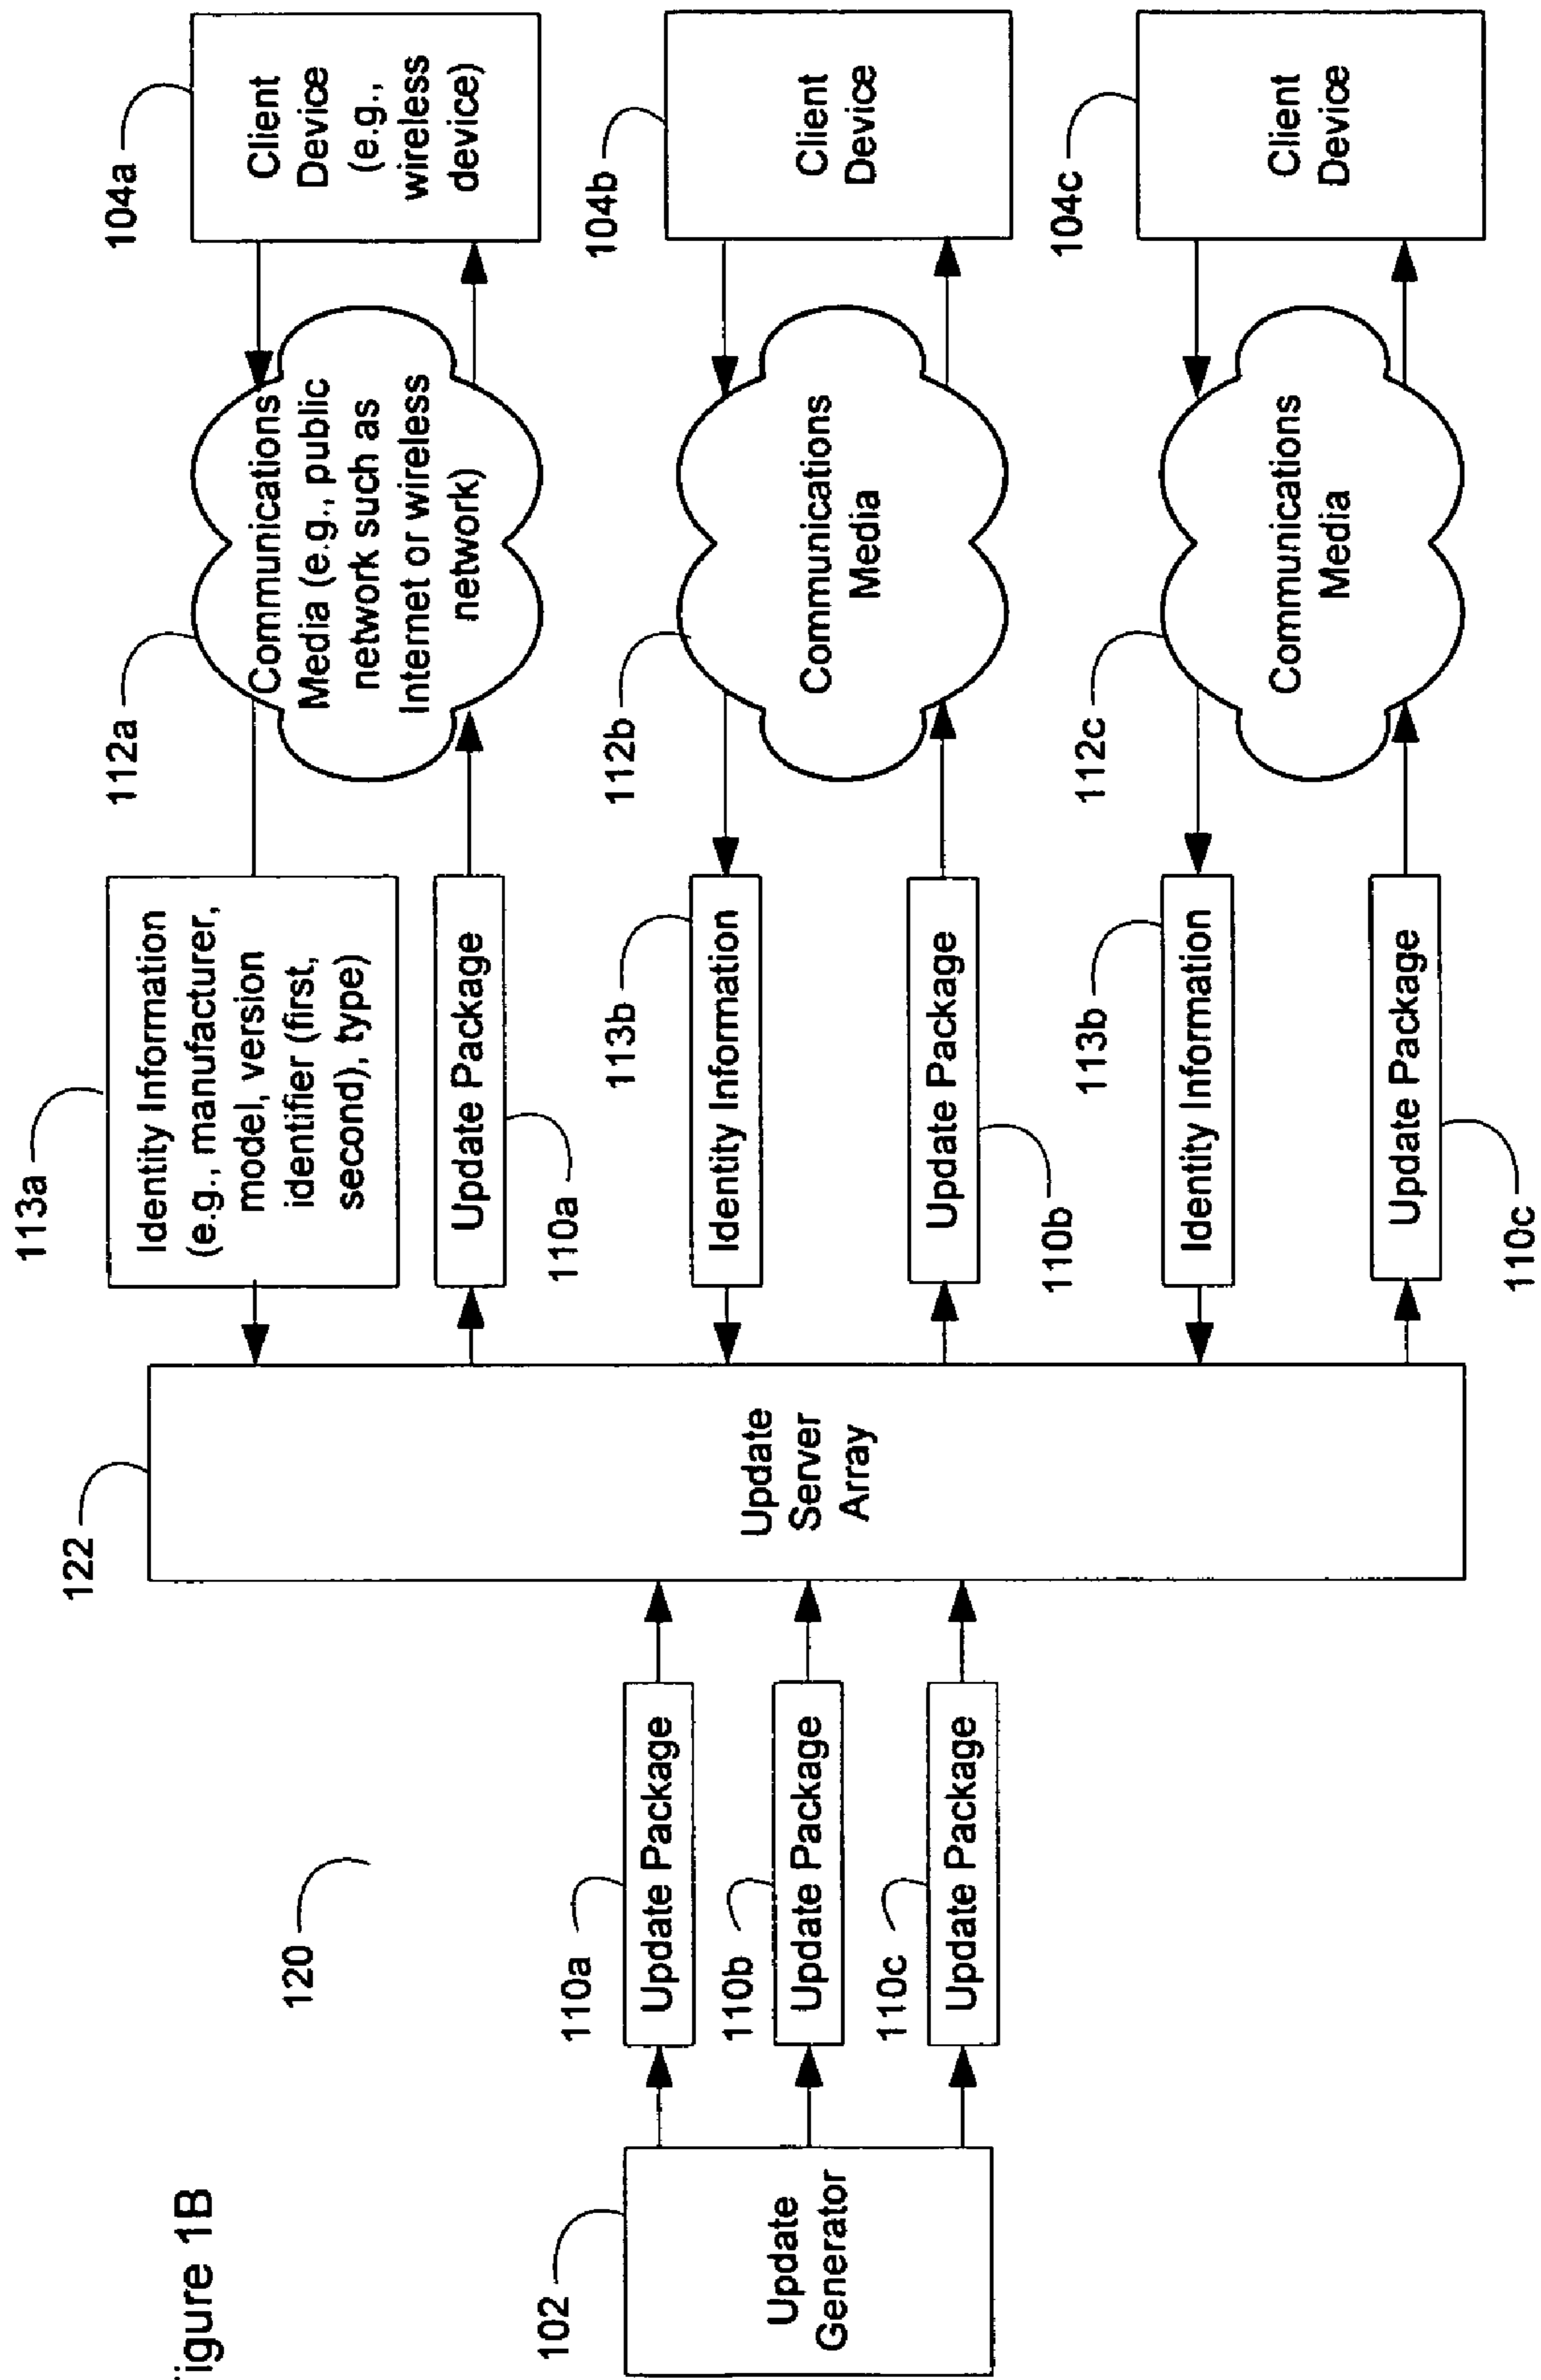 igure 1B
120
102
Update
Generator
110a
Update Package
110b
Update Package
110c
Update Package
122
Update
Server
Array
113a
Identity Information
(e.g., manufacturer,
model, version
identifier (first,
second), type)
Update Package
110a
113b
Identity Information
Update Package
110b
113b
Identity Information
Update Package
110c
112a
Communications
Media (e.g., public
network such as
Internet or wireless
network)
112b
Communications
Media
112c
Communications
Media
104a
Client
Device
(e.g.,
wireless
device)
104b
Client
Device
104c
Client
Device